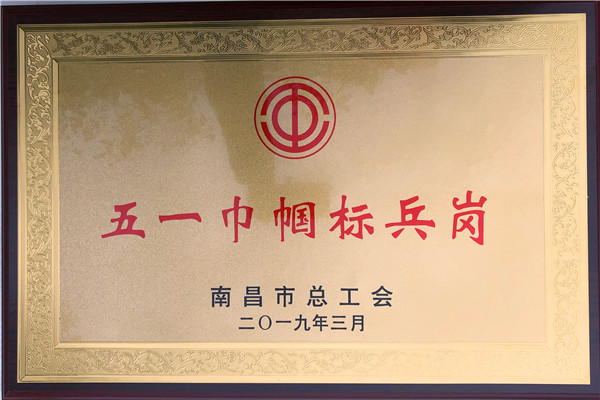 五一巾帼标兵岗
南昌市总工会
二〇一九年三月